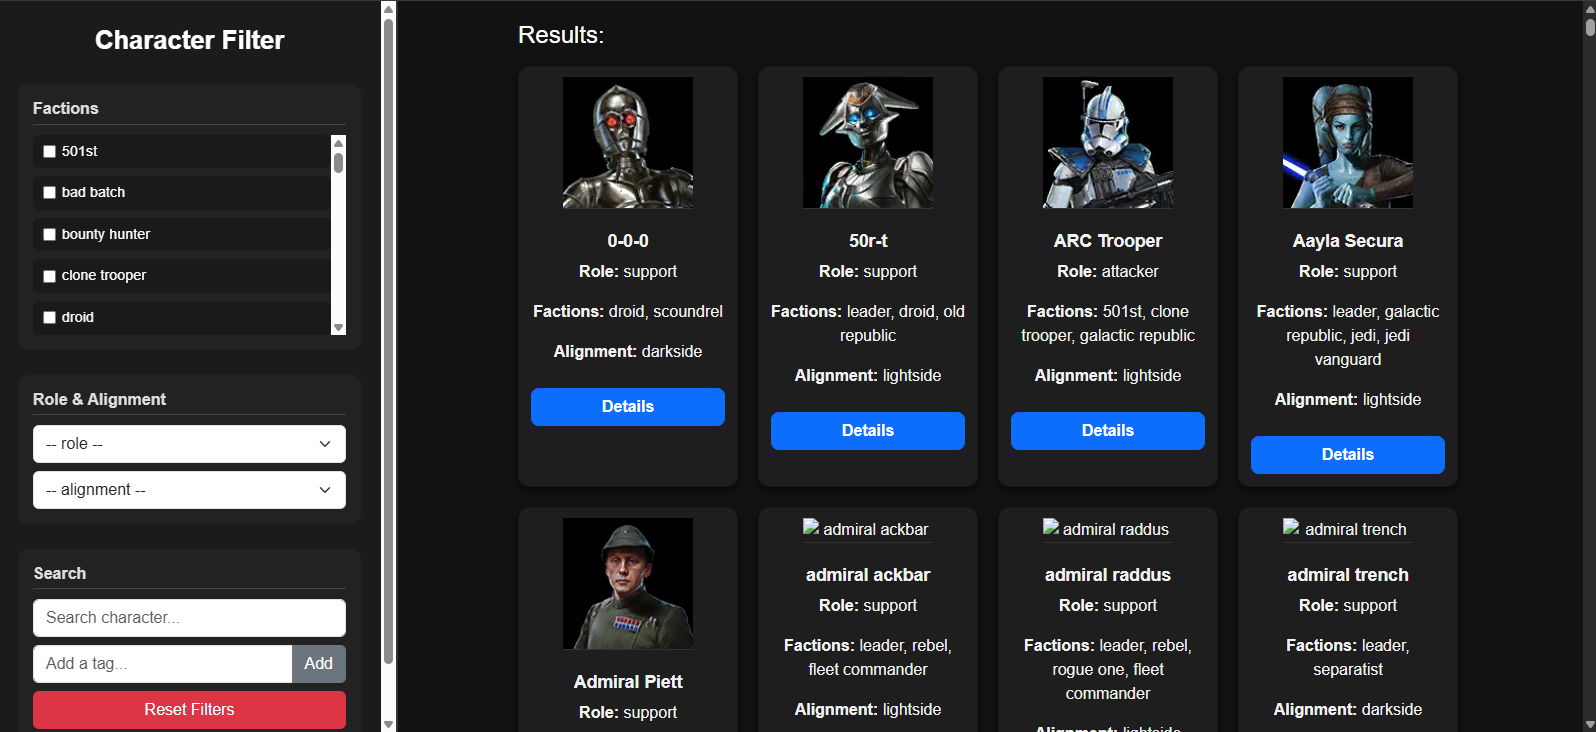 Character Filter
Factions
501st
bad batch
bounty hunter
clone trooper
droid
Role & Alignment
-- role --
-- alignment --
Search
Search character...
Add a tag...
Add
Reset Filters
Results:
0-0-0
Role: support
Factions: droid, scoundrel
Alignment: darkside
Details
50r-t
Role: support
Factions: leader, droid, old
republic
Alignment: lightside
Details
ARC Trooper
Role: attacker
Factions: 501st, clone
trooper, galactic republic
Alignment: lightside
Details
Aayla Secura
Role: support
Factions: leader, galactic
republic, jedi, jedi
vanguard
Alignment: lightside
Details
Admiral Piett
Role: support
admiral ackbar
admiral ackbar
Role: support
Factions: leader, rebel,
fleet commander
Alignment: lightside
admiral raddus
admiral raddus
Role: support
Factions: leader, rebel,
rogue one, fleet
commander
Alignment: lightside
admiral trench
admiral trench
Role: support
Factions: leader,
separatist
Alignment: darkside